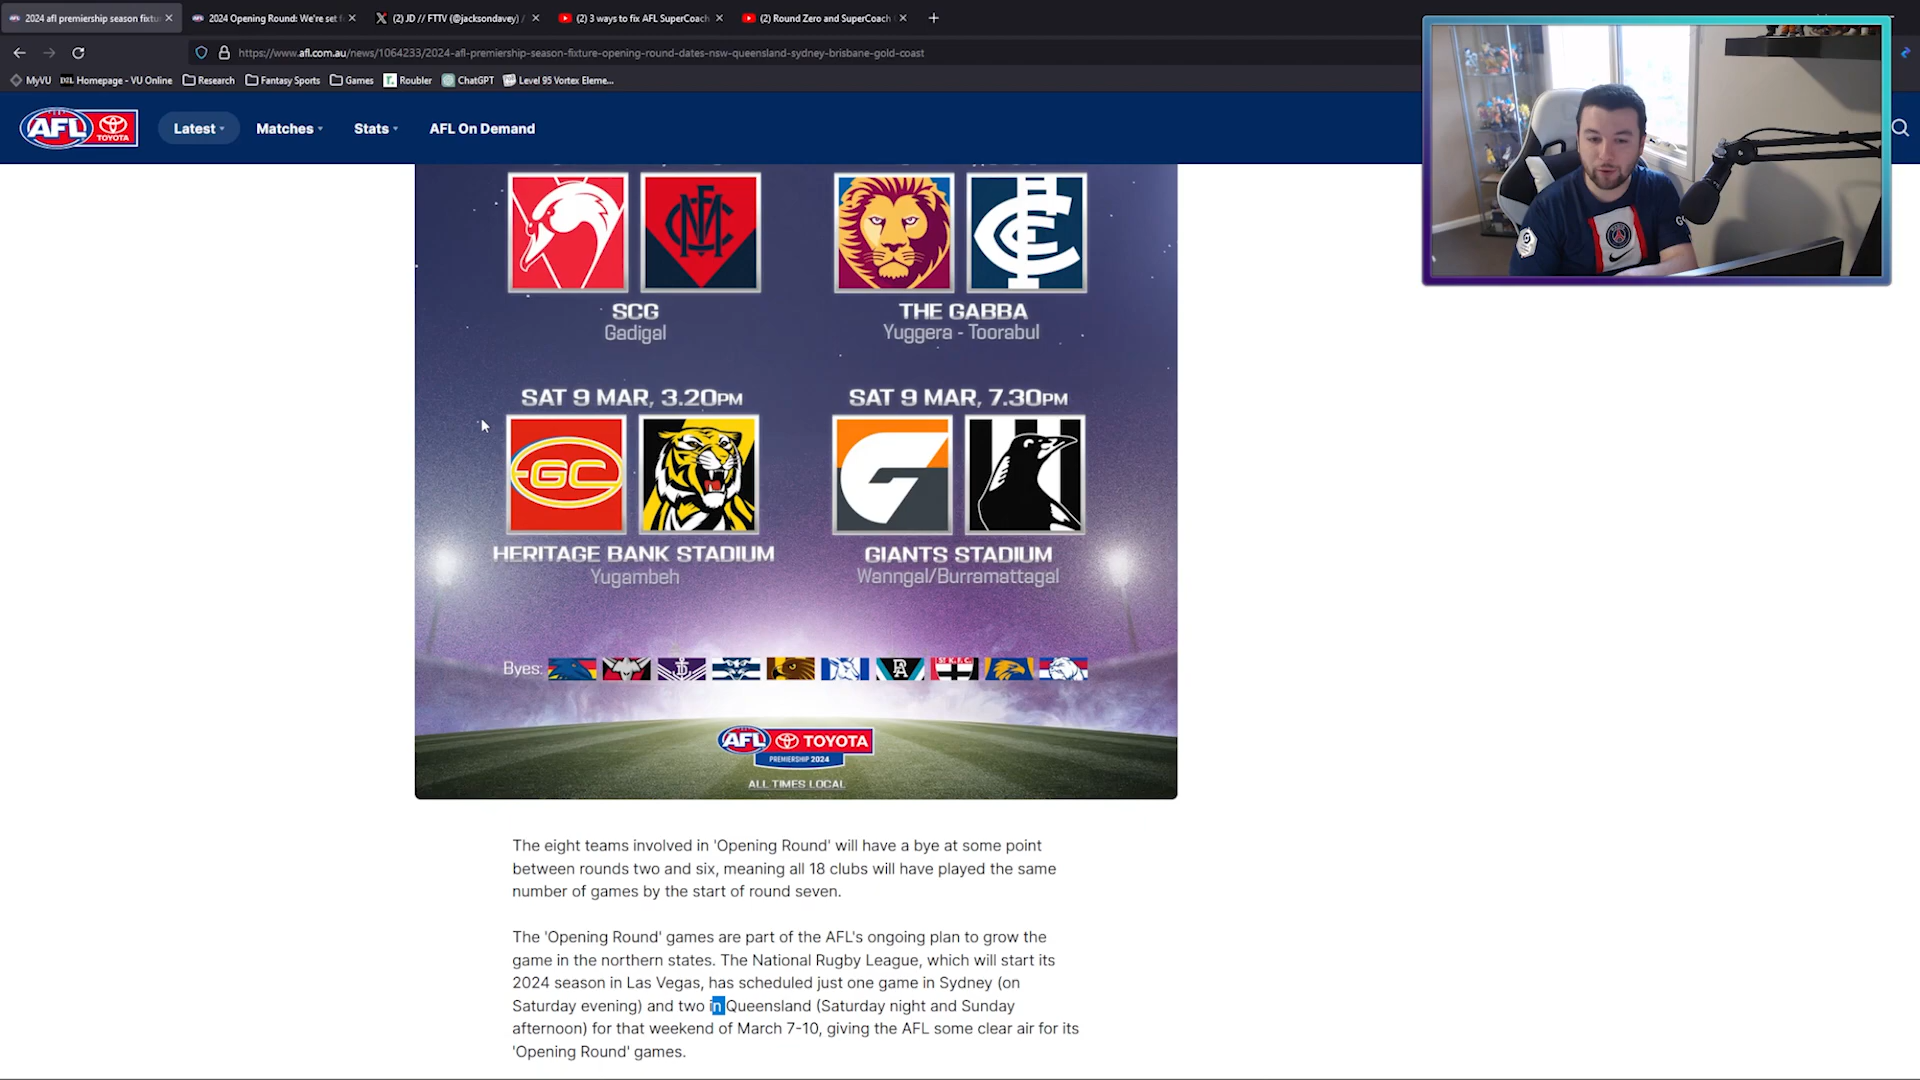 2024 afl premiership season fixtu
2024 Opening Round: We're set f
(2) JD // FTTV (@jacksondavey) /
(2) 3 ways to fix AFL SuperCoach
(2) Round Zero and SuperCoach
https://www.afl.com.au/news/1064233/2024-afl-premiership-season-fixture-opening-round-dates-nsw-queensland-sydney-brisbane-gold-coast
MyVU
D2L Homepage - VU Online
Research
Fantasy Sports
Games
Roubler
ChatGPT
Level 95 Vortex Eleme...
AFL TOYOTA
Latest
Matches
Stats
AFL On Demand
SCG
Gadigal
THE GABBA
Yuggera - Toorabul
SAT 9 MAR, 3.20PM
SAT 9 MAR, 7.30PM
GC
G
HERITAGE BANK STADIUM
Yugambeh
GIANTS STADIUM
Wanngal/Burramattagal
Byes:
AFL TOYOTA
PREMIERSHIP 2024
ALL TIMES LOCAL
The eight teams involved in 'Opening Round' will have a bye at some point
between rounds two and six, meaning all 18 clubs will have played the same
number of games by the start of round seven.
The 'Opening Round' games are part of the AFL's ongoing plan to grow the
game in the northern states. The National Rugby League, which will start its
2024 season in Las Vegas, has scheduled just one game in Sydney (on
Saturday evening) and two in Queensland (Saturday night and Sunday
afternoon) for that weekend of March 7-10, giving the AFL some clear air for its
'Opening Round' games.